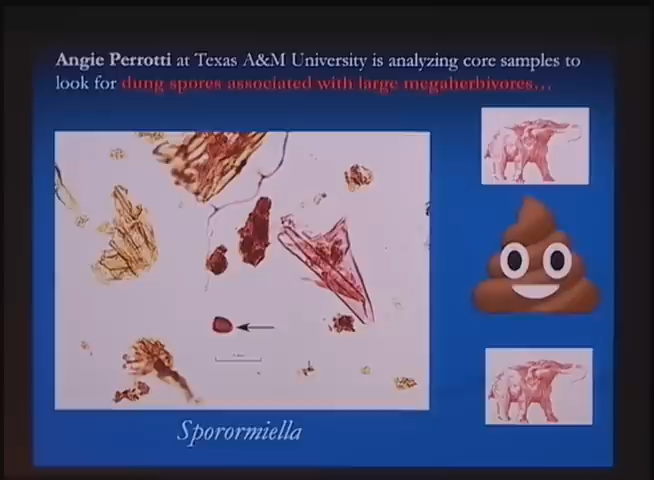 Angie Perrotti at Texas A&M University is analyzing core samples to
look for dung spores associated with large megaherbivores...
Sporormiella